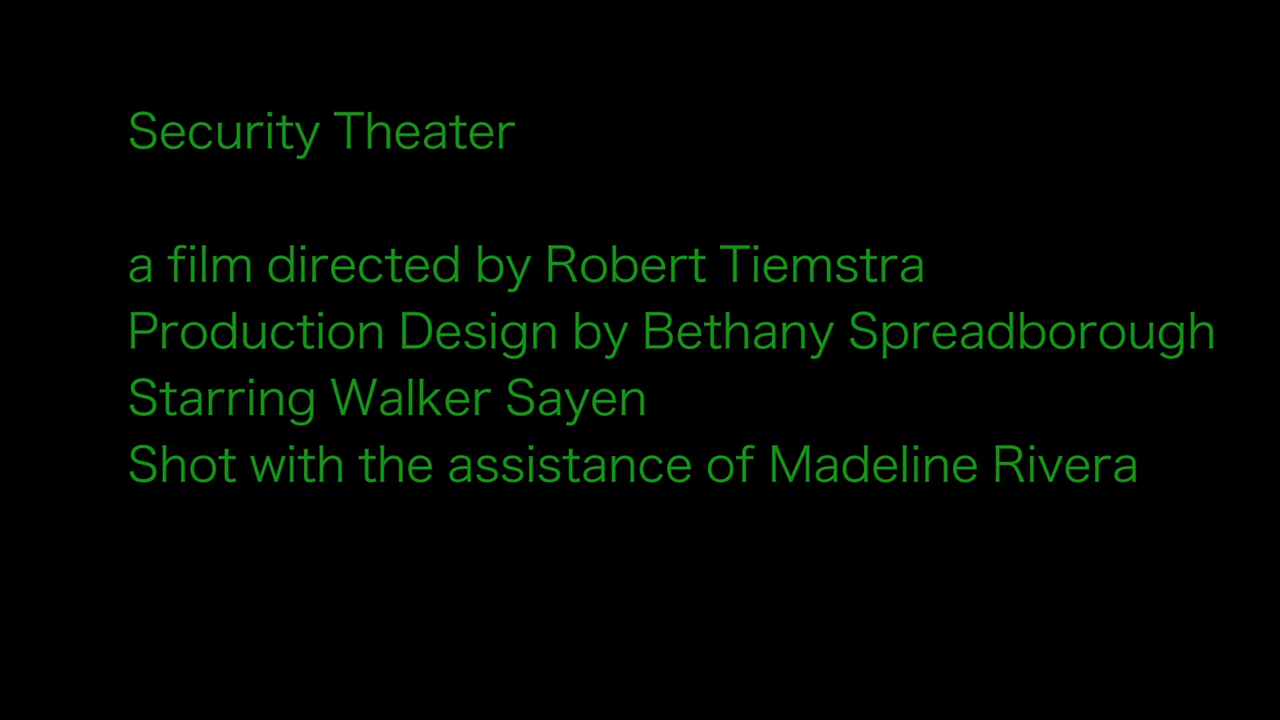 Security Theater
a film directed by Robert Tiemstra
Production Design by Bethany Spreadborough
Starring Walker Sayen
Shot with the assistance of Madeline Rivera